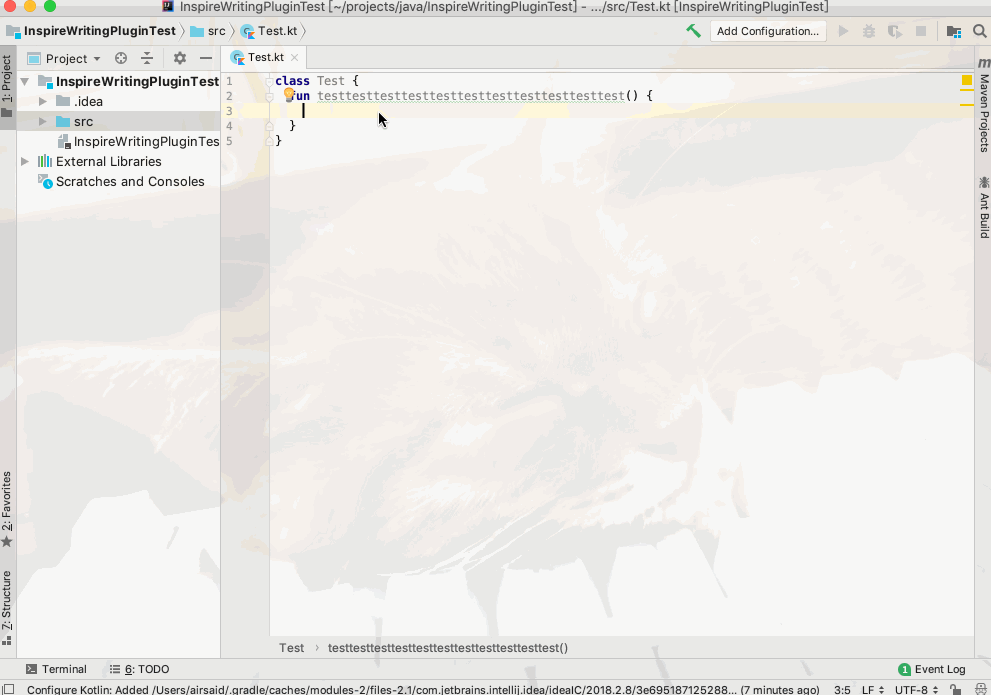 InspireWritingPluginTest [~/projects/java/InspireWritingPluginTest] - .../src/Test.kt [InspireWritingPluginTest]
InspireWritingPluginTest src Test.kt Add Configuration...
1: Project
Project
Test.kt
InspireWritingPluginTest
.idea
src
InspireWritingPluginTes
External Libraries
Scratches and Consoles
1 class Test {
2 un testtesttesttesttesttesttesttesttesttesttest() {
3
4 }
5 }
m
Maven Projects
Ant Build
2: Favorites
7: Structure
Test › testtesttesttesttesttesttesttesttesttesttest()
Terminal 6: TODO 1 Event Log
Configure Kotlin: Added /Users/airsaid/.gradle/caches/modules-2/files-2.1/com.jetbrains.intellij.idea/ideaIC/2018.2.8/3e695187125288... (7 minutes ago) 3:5 LF UTF-8